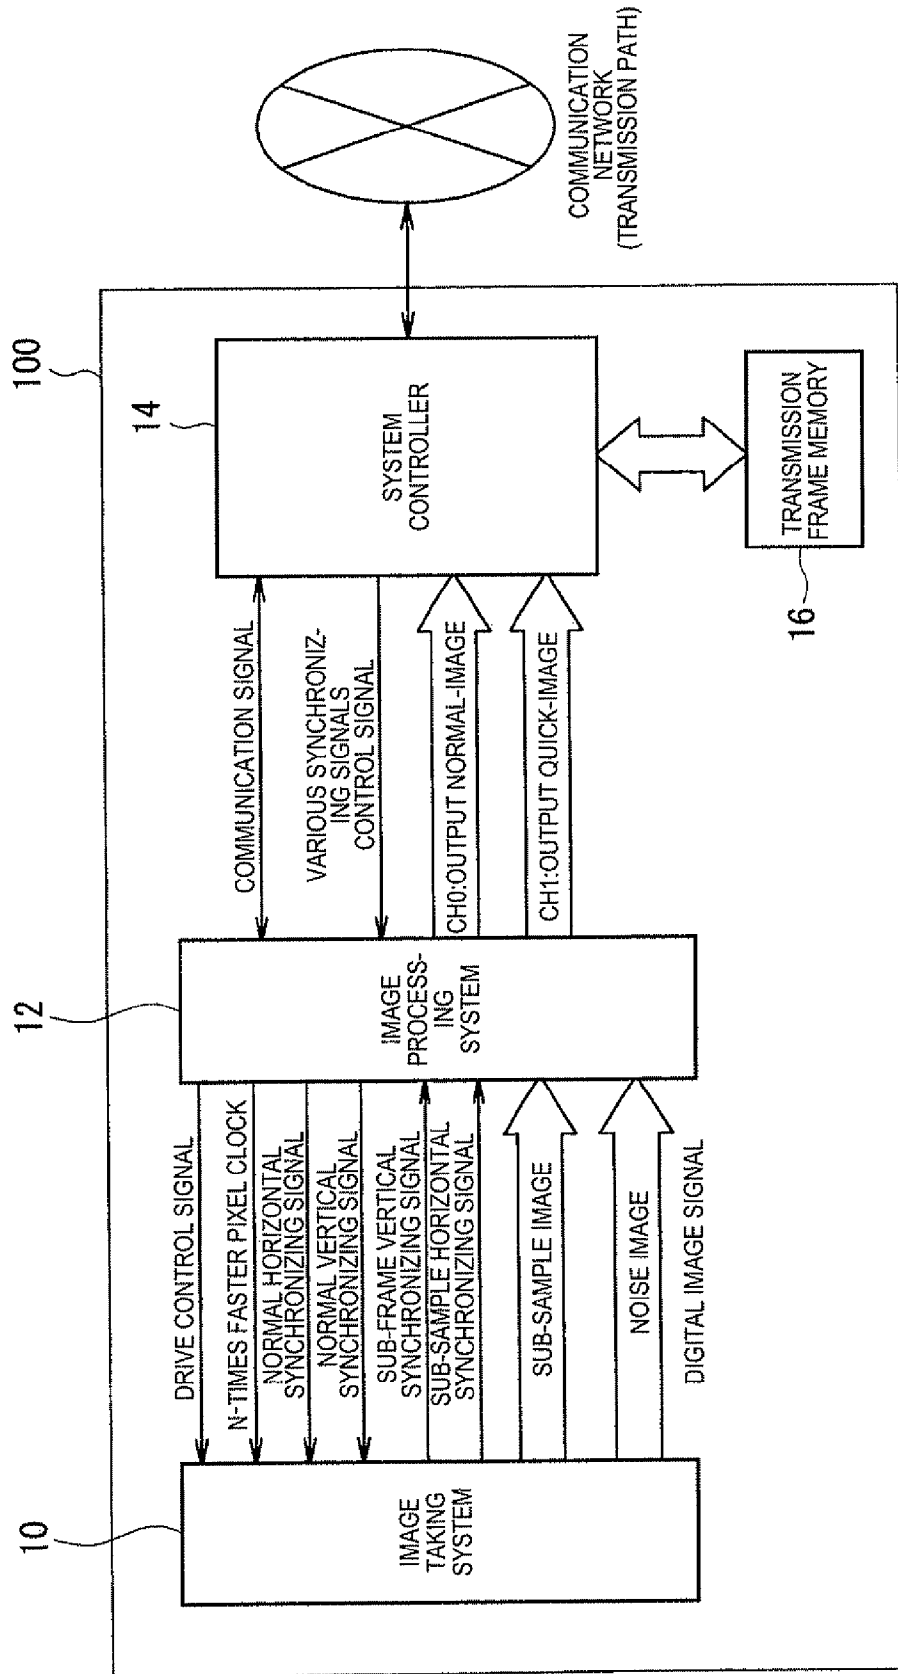 100
10
12
14
16
IMAGE
TAKING
SYSTEM
DRIVE CONTROL SIGNAL
N-TIMES FASTER PIXEL CLOCK
NORMAL HORIZONTAL
SYNCHRONIZING SIGNAL
NORMAL VERTICAL
SYNCHRONIZING SIGNAL
SUB-FRAME VERTICAL
SYNCHRONIZING SIGNAL
SUB-SAMPLE HORIZONTAL
SYNCHRONIZING SIGNAL
SUB-SAMPLE IMAGE
NOISE IMAGE
DIGITAL IMAGE SIGNAL
IMAGE
PROCESS-
ING
SYSTEM
COMMUNICATION SIGNAL
VARIOUS SYNCHRONIZ-
ING SIGNALS
CONTROL SIGNAL
CH0:OUTPUT NORMAL-IMAGE
CH1:OUTPUT QUICK-IMAGE
SYSTEM
CONTROLLER
TRANSMISSION
FRAME MEMORY
COMMUNICATION
NETWORK
(TRANSMISSION PATH)